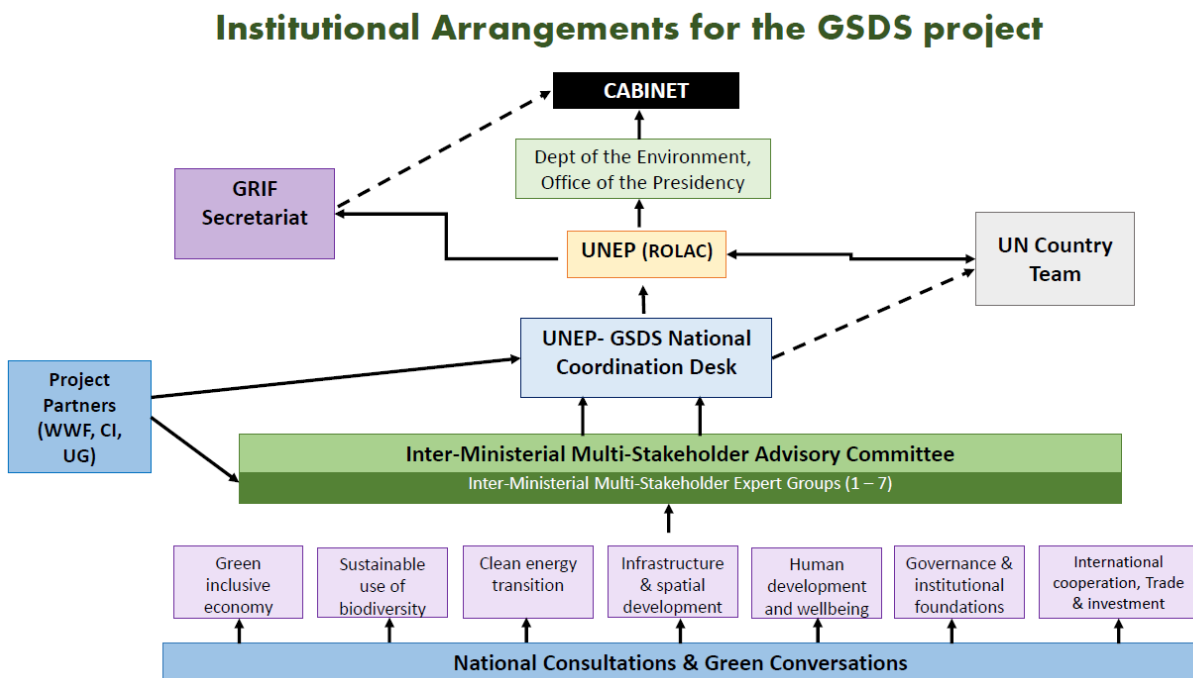 Institutional Arrangements for the GSDS project
CABINET
Dept of the Environment,
Office of the Presidency
GRIF
Secretariat
UNEP (ROLAC)
UN Country
Team
UNEP- GSDS National
Coordination Desk
Project
Partners
(WWF, CI,
UG)
Inter-Ministerial Multi-Stakeholder Advisory Committee
Inter-Ministerial Multi-Stakeholder Expert Groups (1 – 7)
Green
inclusive
economy
Sustainable
use of
biodiversity
Clean energy
transition
Infrastructure
& spatial
development
Human
development
and wellbeing
Governance &
institutional
foundations
International
cooperation, Trade
& investment
National Consultations & Green Conversations